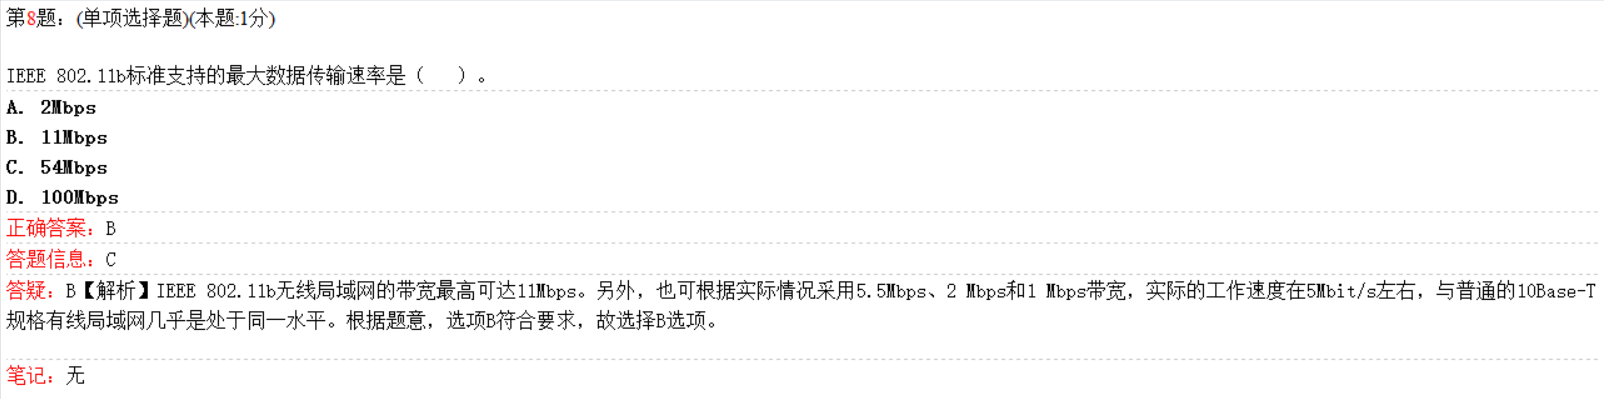 第8题：(单项选择题)(本题:1分)
IEEE 802.11b标准支持的最大数据传输速率是（   ）。
A. 2Mbps
B. 11Mbps
C. 54Mbps
D. 100Mbps
正确答案：B
答题信息：C
答疑：B【解析】IEEE 802.11b无线局域网的带宽最高可达11Mbps。另外，也可根据实际情况采用5.5Mbps、2 Mbps和1 Mbps带宽，实际的工作速度在5Mbit/s左右，与普通的10Base-T
规格有线局域网几乎是处于同一水平。根据题意，选项B符合要求，故选择B选项。
笔记：无